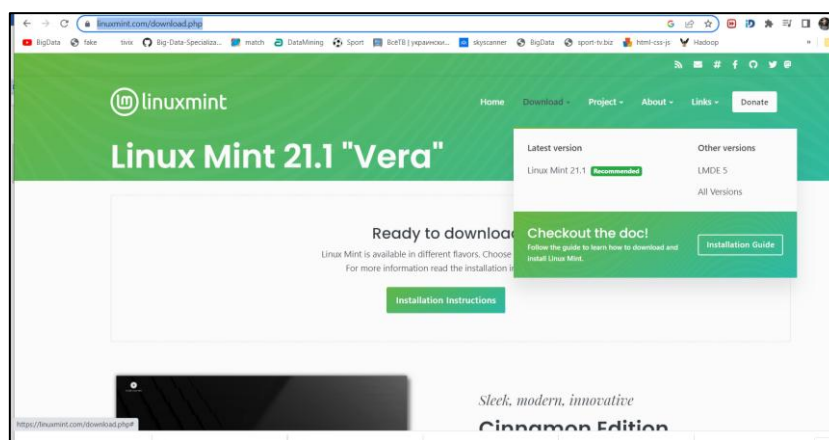 linuxmint.com/download.php
BigData
fake
tivix
Big-Data-Specializa...
match
DataMining
Sport
ВсеТВ | украински...
skyscanner
BigData
sport-tv.biz
html-css-js
Hadoop
»
linuxmint
Home
Download
Project
About
Links
Donate
Linux Mint 21.1 "Vera"
Latest version
Other versions
Linux Mint 21.1 Recommended
LMDE 5
All Versions
Checkout the doc!
Follow the guide to learn how to download and
install Linux Mint.
Installation Guide
Ready to download
Linux Mint is available in different flavors. Choose
For more information read the installation in
Installation Instructions
Sleek, modern, innovative
Cinnamon Edition
https://linuxmint.com/download.php#